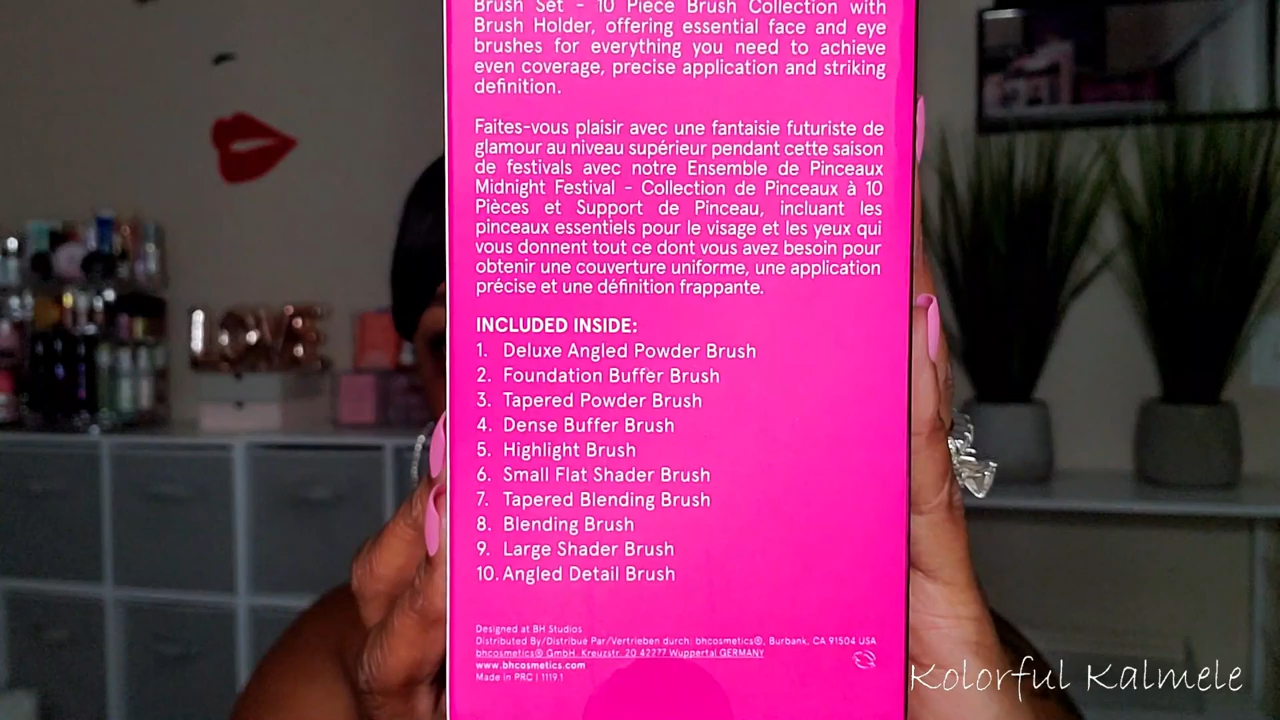 Brush Set - 10 Piece Brush Collection with
Brush Holder, offering essential face and eye
brushes for everything you need to achieve
even coverage, precise application and striking
definition.
Faites-vous plaisir avec une fantaisie futuriste de
glamour au niveau supérieur pendant cette saison
de festivals avec notre Ensemble de Pinceaux
Midnight Festival - Collection de Pinceaux à 10
Pièces et Support de Pinceau, incluant les
pinceaux essentiels pour le visage et les yeux qui
vous donnent tout ce dont vous avez besoin pour
obtenir une couverture uniforme, une application
précise et une définition frappante.
INCLUDED INSIDE:
1. Deluxe Angled Powder Brush
2. Foundation Buffer Brush
3. Tapered Powder Brush
4. Dense Buffer Brush
5. Highlight Brush
6. Small Flat Shader Brush
7. Tapered Blending Brush
8. Blending Brush
9. Large Shader Brush
10. Angled Detail Brush
Designed at BH Studios
Distributed By/Distribué Par/Vertrieben durch: bhcosmetics®, Burbank, CA 91504 USA
bhcosmetics® GmbH, Kreuzstr. 20 42277 Wuppertal GERMANY
www.bhcosmetics.com
Made in PRC | 1119.1
LOVE
Kolorful Kalmele